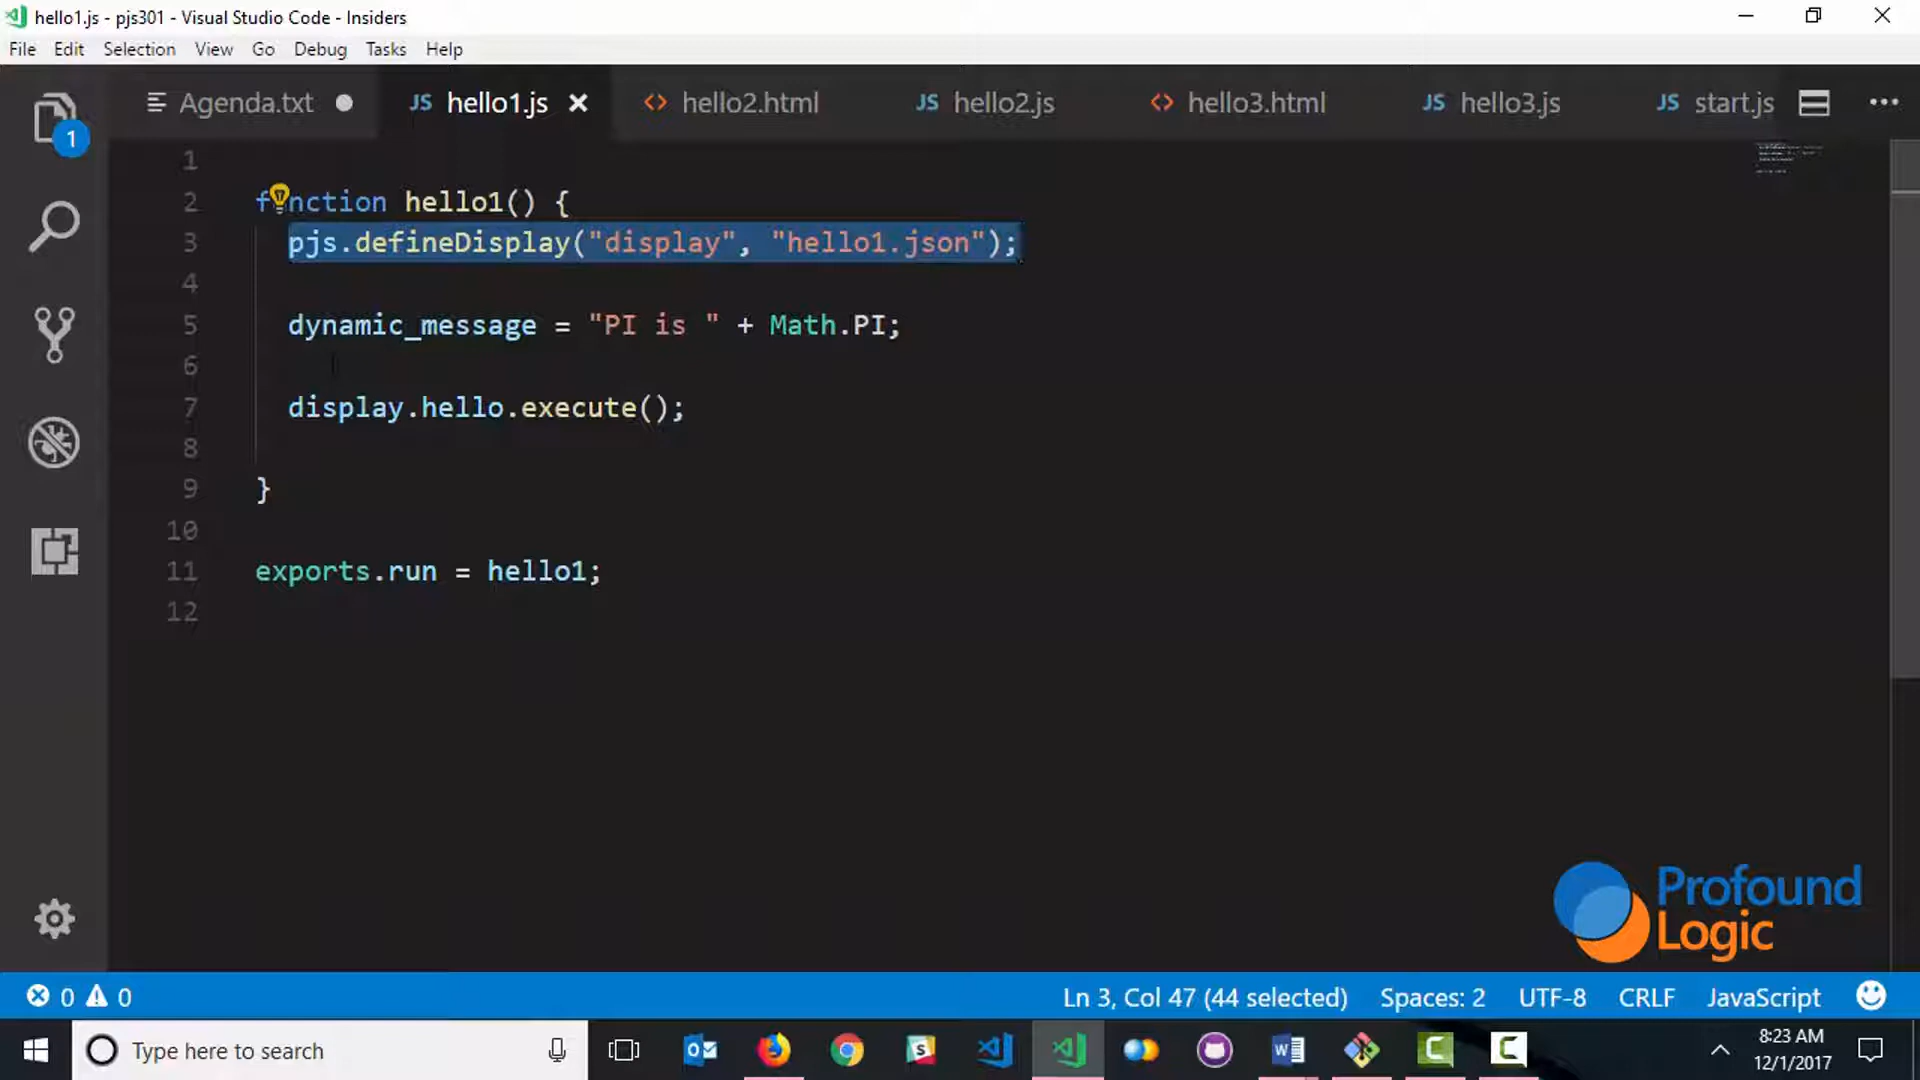 hello1.js - pjs301 - Visual Studio Code - Insiders
File Edit Selection View Go Debug Tasks Help
Agenda.txt JS hello1.js <> hello2.html JS hello2.js <> hello3.html JS hello3.js JS start.js
1
1
2 function hello1() {
3 pjs.defineDisplay("display", "hello1.json");
4
5 dynamic_message = "PI is " + Math.PI;
6
7 display.hello.execute();
8
9 }
10
11 exports.run = hello1;
12
Profound
Logic
0 0 Ln 3, Col 47 (44 selected) Spaces: 2 UTF-8 CRLF JavaScript
Type here to search
8:23 AM
12/1/2017